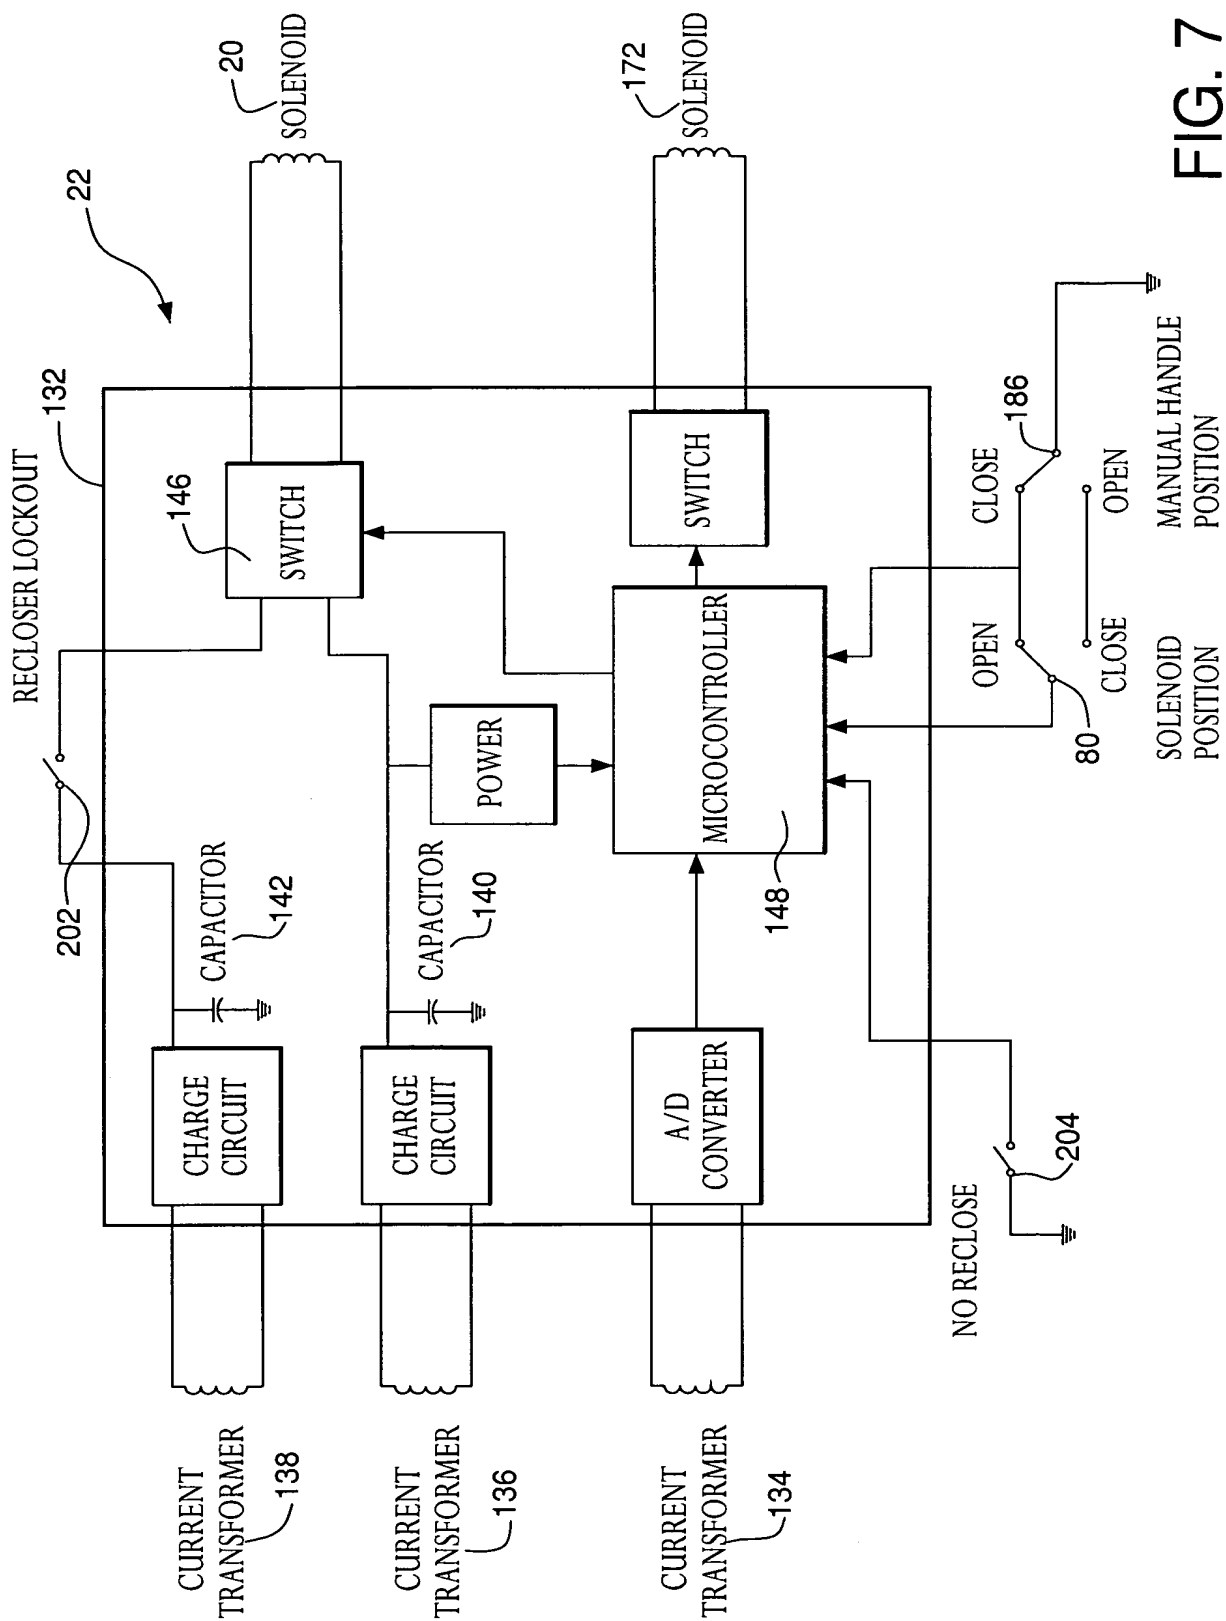 22
132
RECLOSER LOCKOUT
202
CURRENT
TRANSFORMER
138
CHARGE
CIRCUIT
CAPACITOR
142
SWITCH
146
20
SOLENOID
CURRENT
TRANSFORMER
136
CHARGE
CIRCUIT
CAPACITOR
140
POWER
CURRENT
TRANSFORMER
134
A/D
CONVERTER
MICROCONTROLLER
148
SWITCH
172
SOLENOID
NO RECLOSE
204
OPEN
CLOSE
80
SOLENOID
POSITION
CLOSE
OPEN
186
MANUAL HANDLE
POSITION
FIG. 7